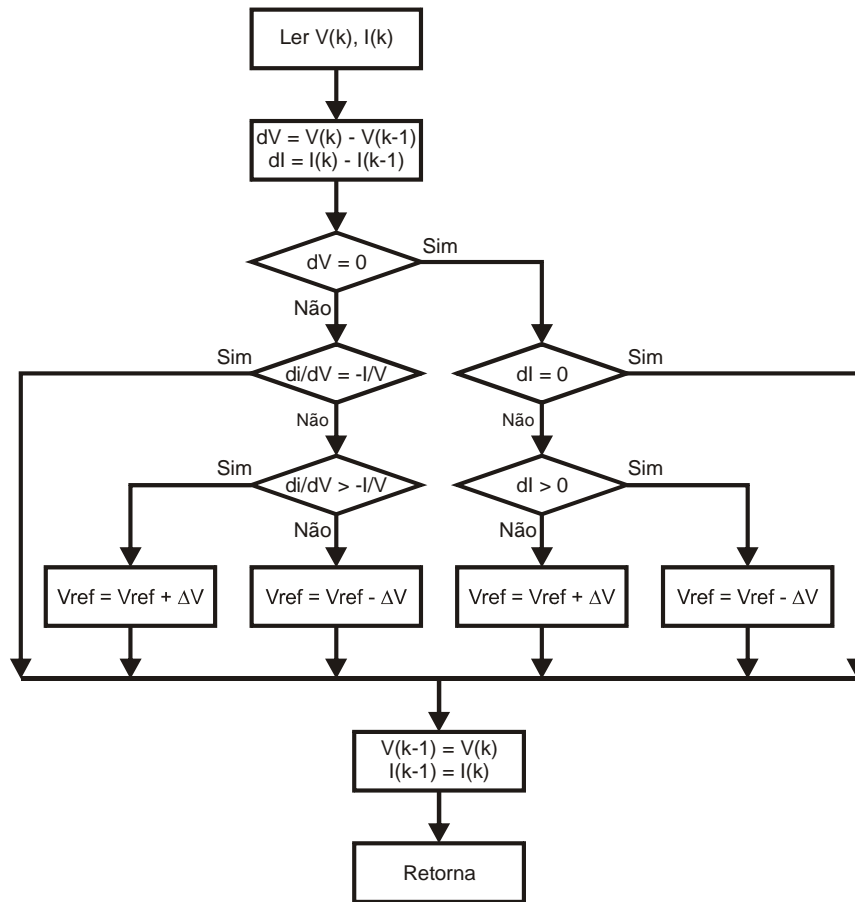 Ler V(k), I(k)
dV = V(k) - V(k-1)
dI = I(k) - I(k-1)
Sim
dV = 0
Não
Sim
di/dV = -I/V
dI = 0
Sim
Não
Não
Sim
di/dV > -I/V
dI > 0
Sim
Não
Não
Vref = Vref + ΔV
Vref = Vref - ΔV
Vref = Vref + ΔV
Vref = Vref - ΔV
V(k-1) = V(k)
I(k-1) = I(k)
Retorna